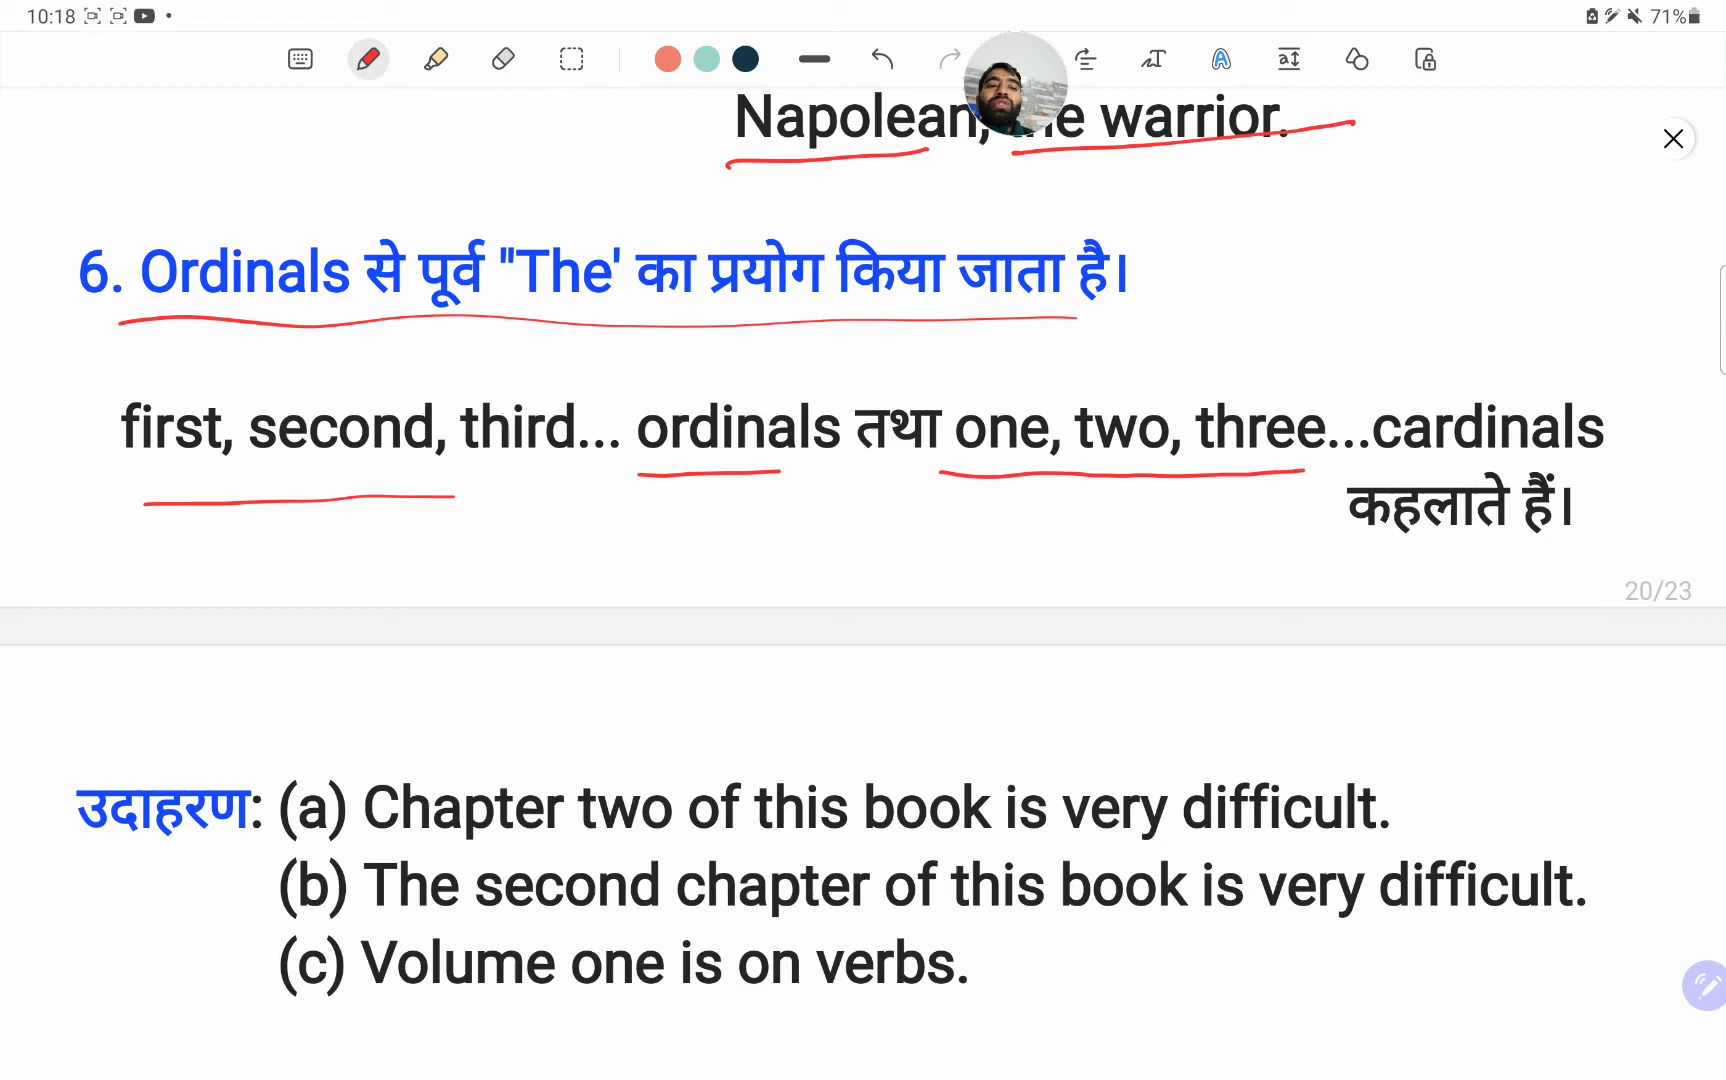 10:18
71%
Napolean, the warrior.
6. Ordinals से पूर्व "The' का प्रयोग किया जाता है।
first, second, third... ordinals तथा one, two, three...cardinals
कहलाते हैं।
20/23
उदाहरण: (a) Chapter two of this book is very difficult.
(b) The second chapter of this book is very difficult.
(c) Volume one is on verbs.